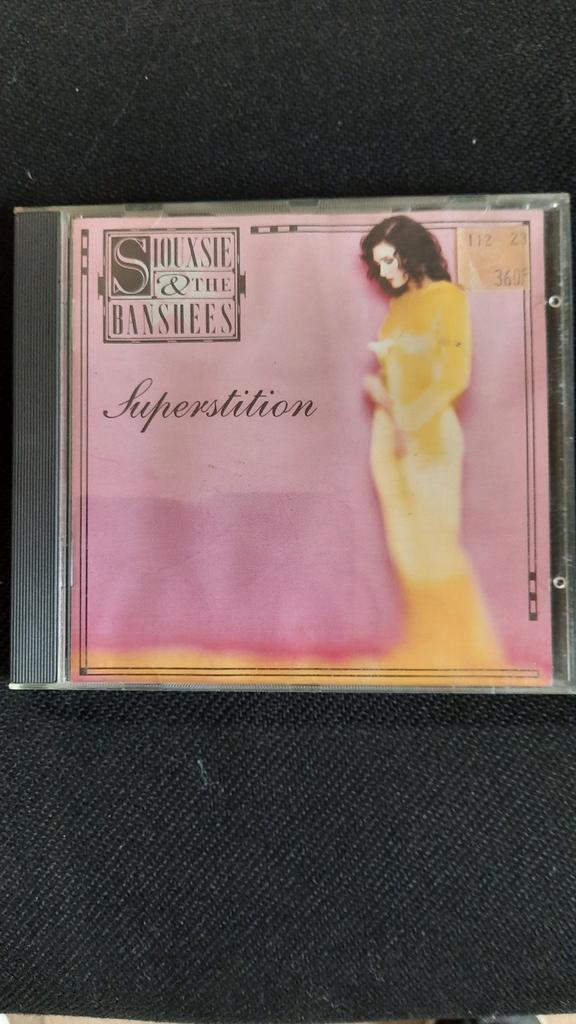 SIOUXSIE
& THE
BANSHEES
Superstition
112 23
360F